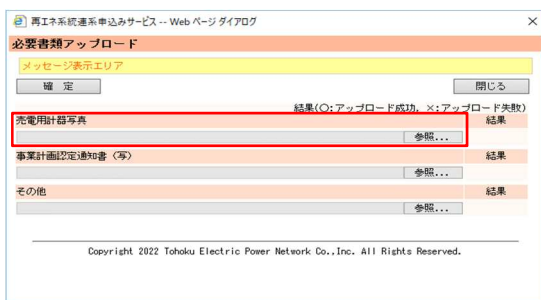 再エネ系統連系申込みサービス -- Web ページ ダイアログ
必要書類アップロード
メッセージ表示エリア
確 定 閉じる
結果(○:アップロード成功, ×:アップロード失敗)
売電用計器写真 結果
参照...
事業計画認定通知書（写） 結果
参照...
その他 結果
参照...
Copyright 2022 Tohoku Electric Power Network Co.,Inc. All Rights Reserved.